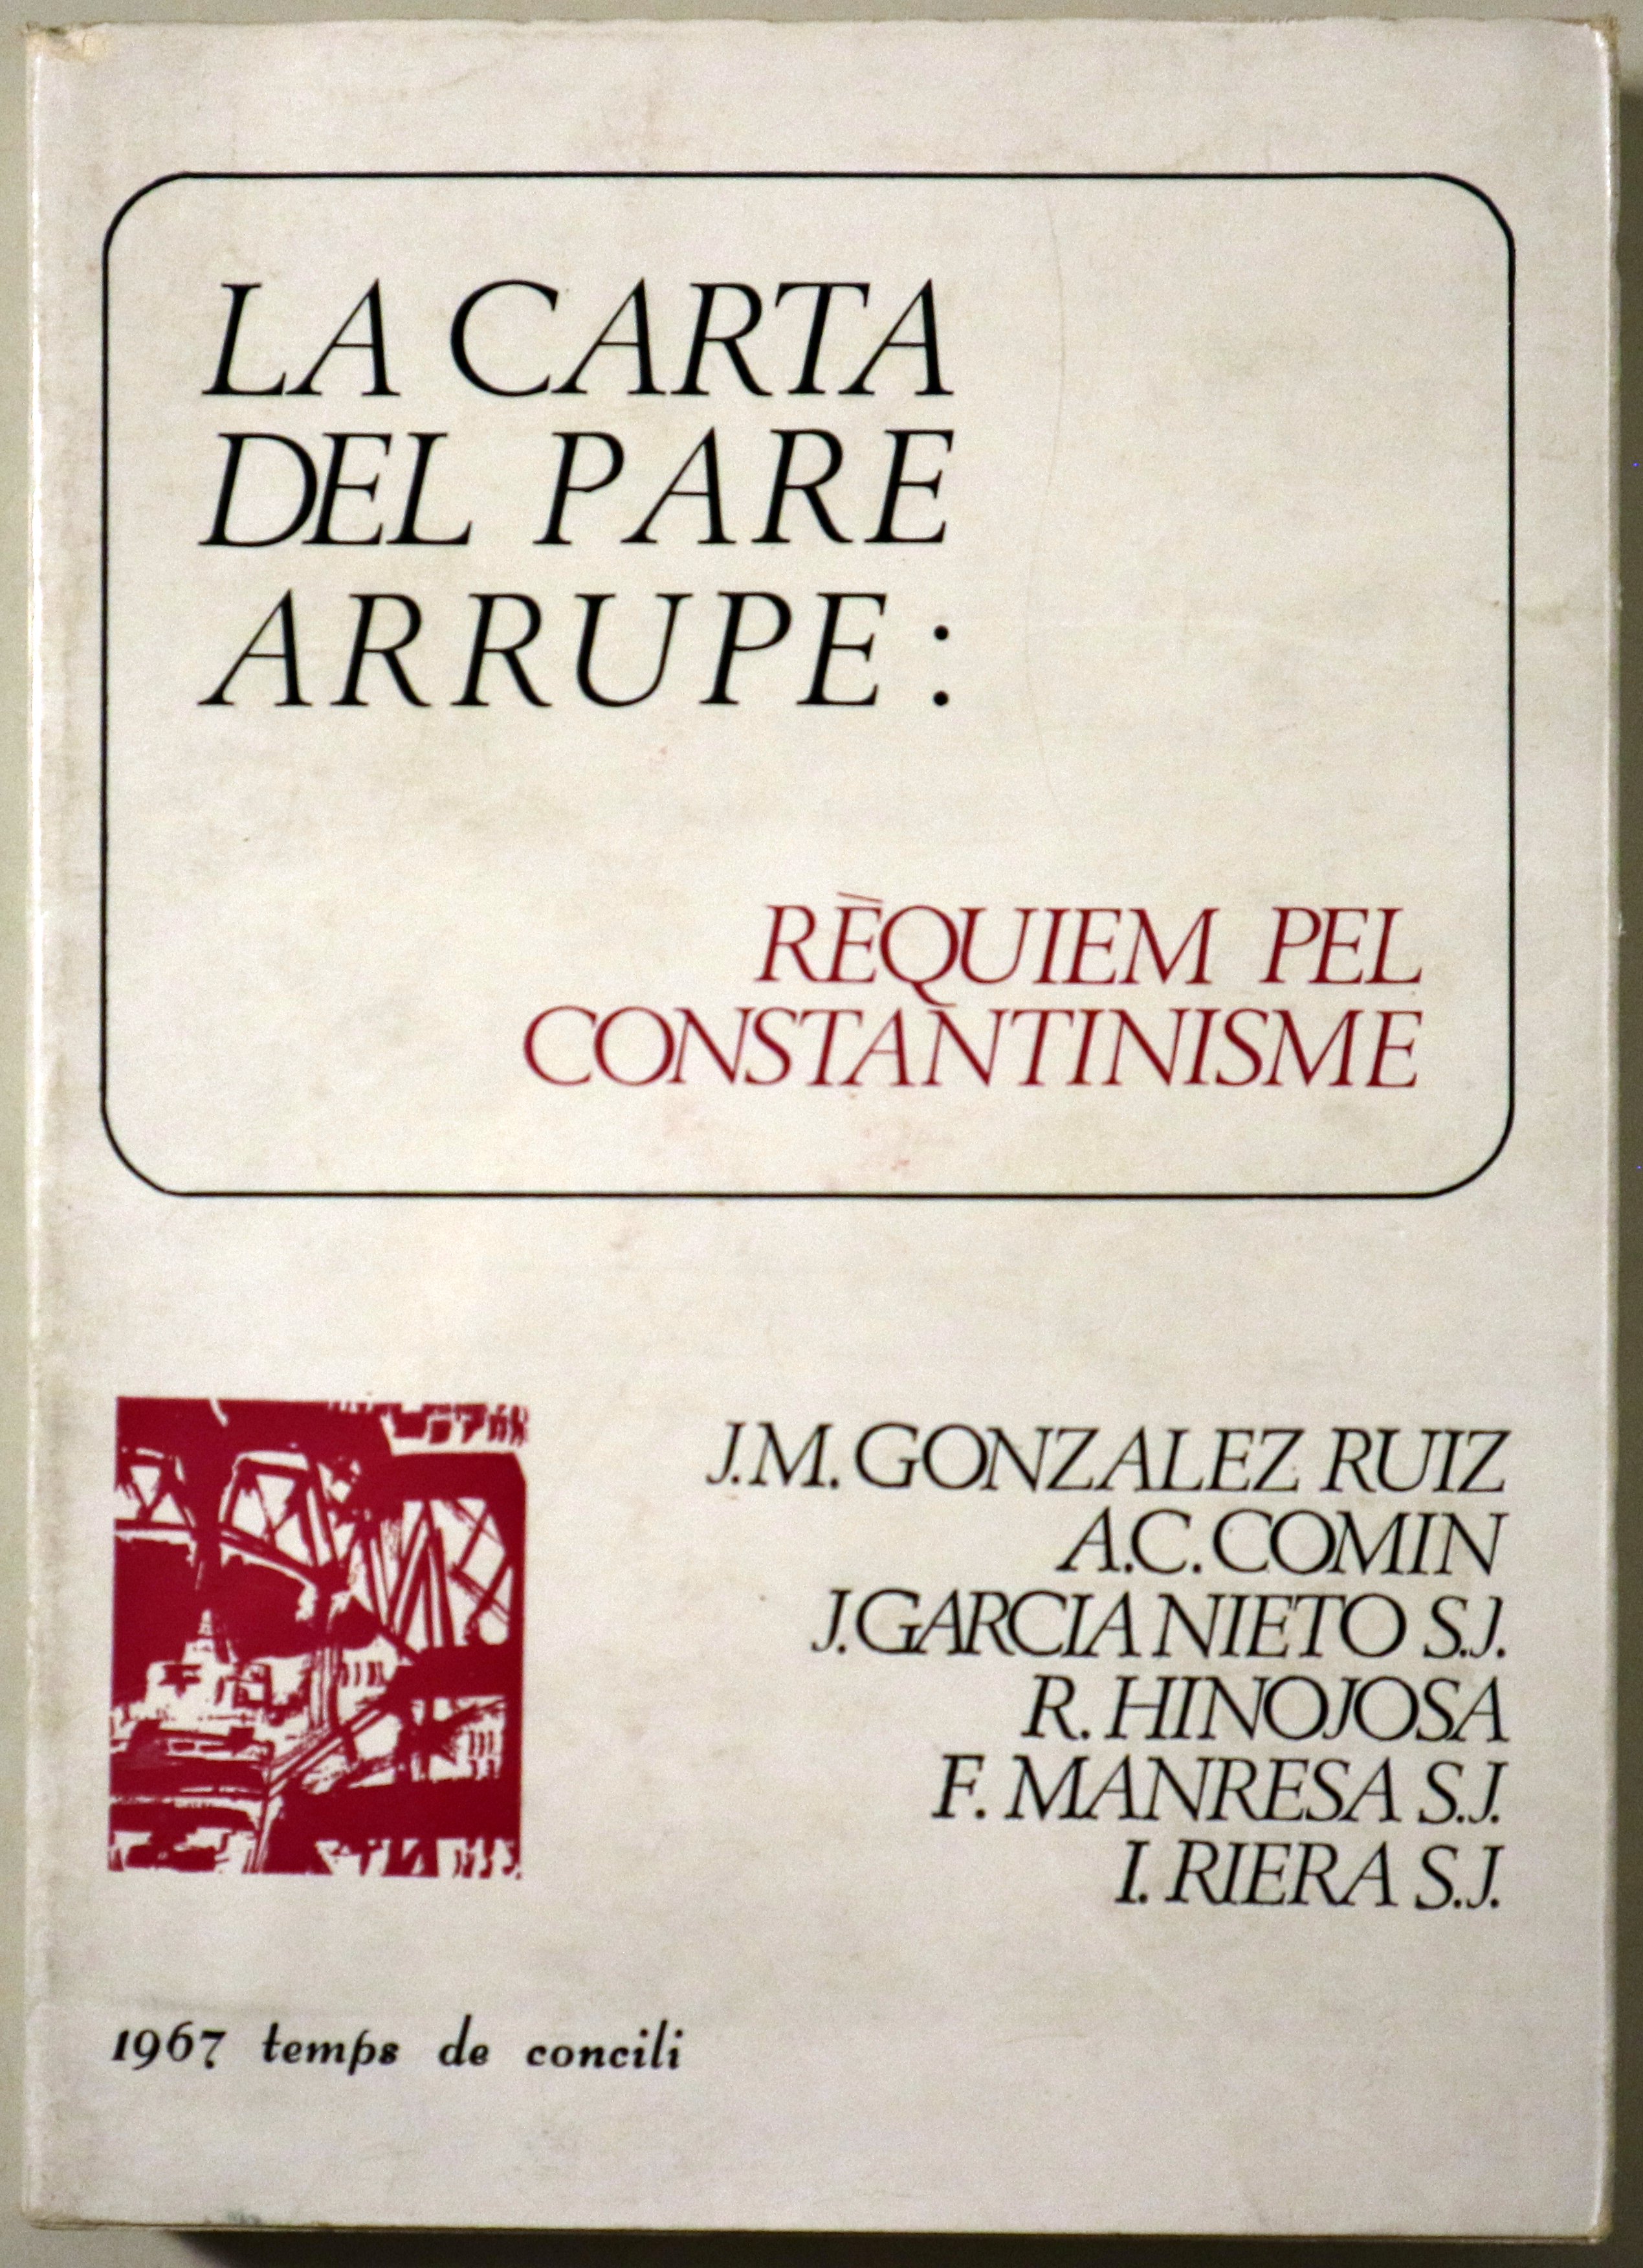 LA CARTA
DEL PARE
ARRUPE :
RÈQUIEM PEL
CONSTANTINISME
J.M. GONZALEZ RUIZ
A.C. COMIN
J. GARCIA NIETO S.J.
R. HINOJOSA
F. MANRESA S.J.
I. RIERA S.J.
1967 temps de concili